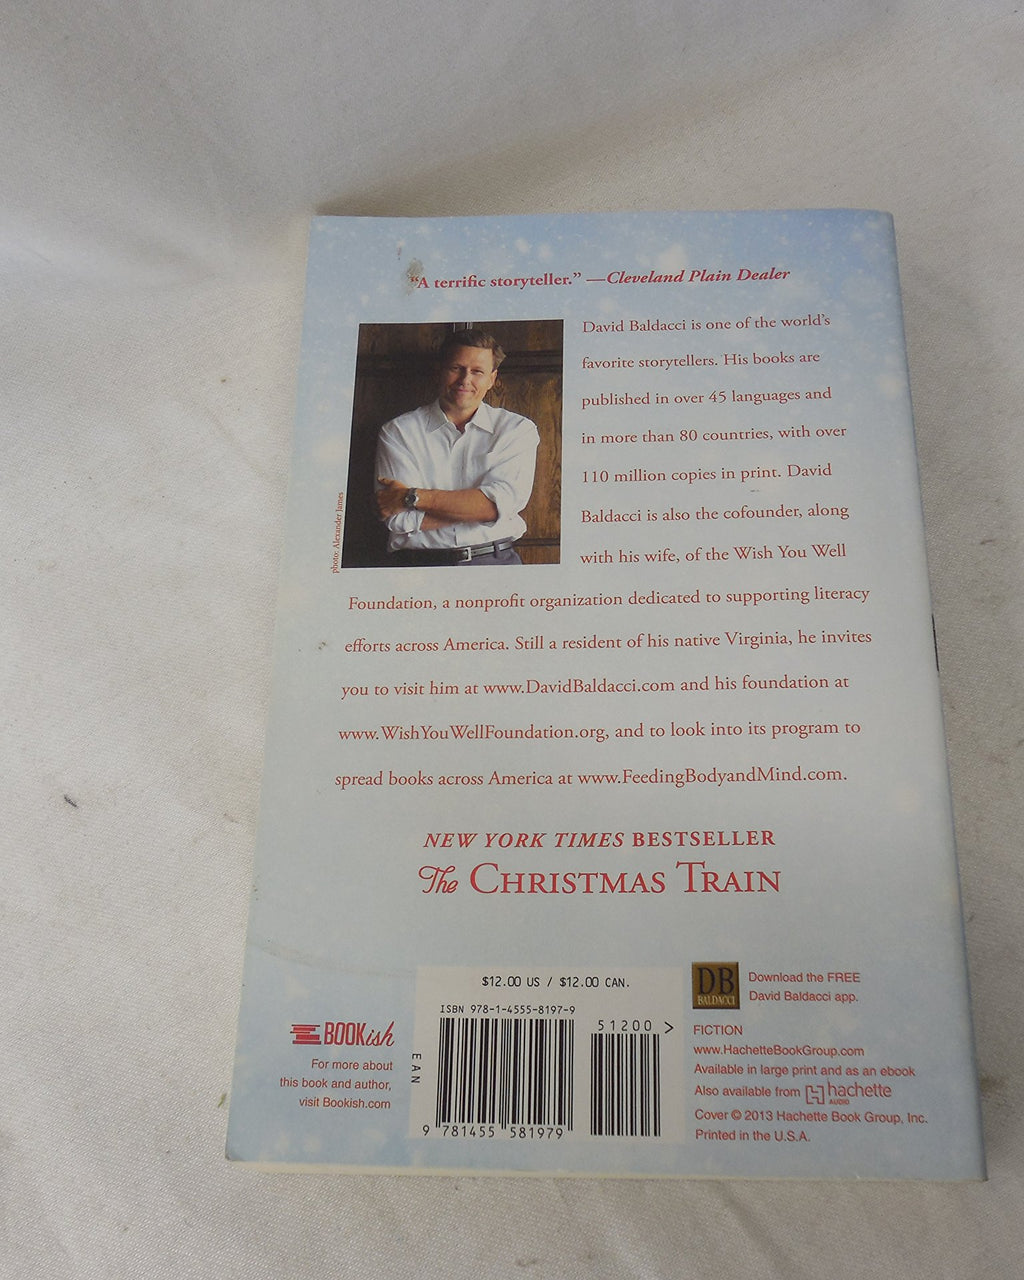 “A terrific storyteller.” —Cleveland Plain Dealer
David Baldacci is one of the world’s
favorite storytellers. His books are
published in over 45 languages and
in more than 80 countries, with over
110 million copies in print. David
Baldacci is also the cofounder, along
with his wife, of the Wish You Well
photo: Alexander James
Foundation, a nonprofit organization dedicated to supporting literacy
efforts across America. Still a resident of his native Virginia, he invites
you to visit him at www.DavidBaldacci.com and his foundation at
www.WishYouWellFoundation.org, and to look into its program to
spread books across America at www.FeedingBodyandMind.com.
NEW YORK TIMES BESTSELLER
The CHRISTMAS TRAIN
BOOKish
For more about
this book and author,
visit Bookish.com
$12.00 US / $12.00 CAN.
ISBN 978-1-4555-8197-9
51200 >
EAN
9 781455 581979
DB
BALDACCI
Download the FREE
David Baldacci app.
FICTION
www.HachetteBookGroup.com
Available in large print and as an ebook
Also available from hachette
AUDIO
Cover © 2013 Hachette Book Group, Inc.
Printed in the U.S.A.